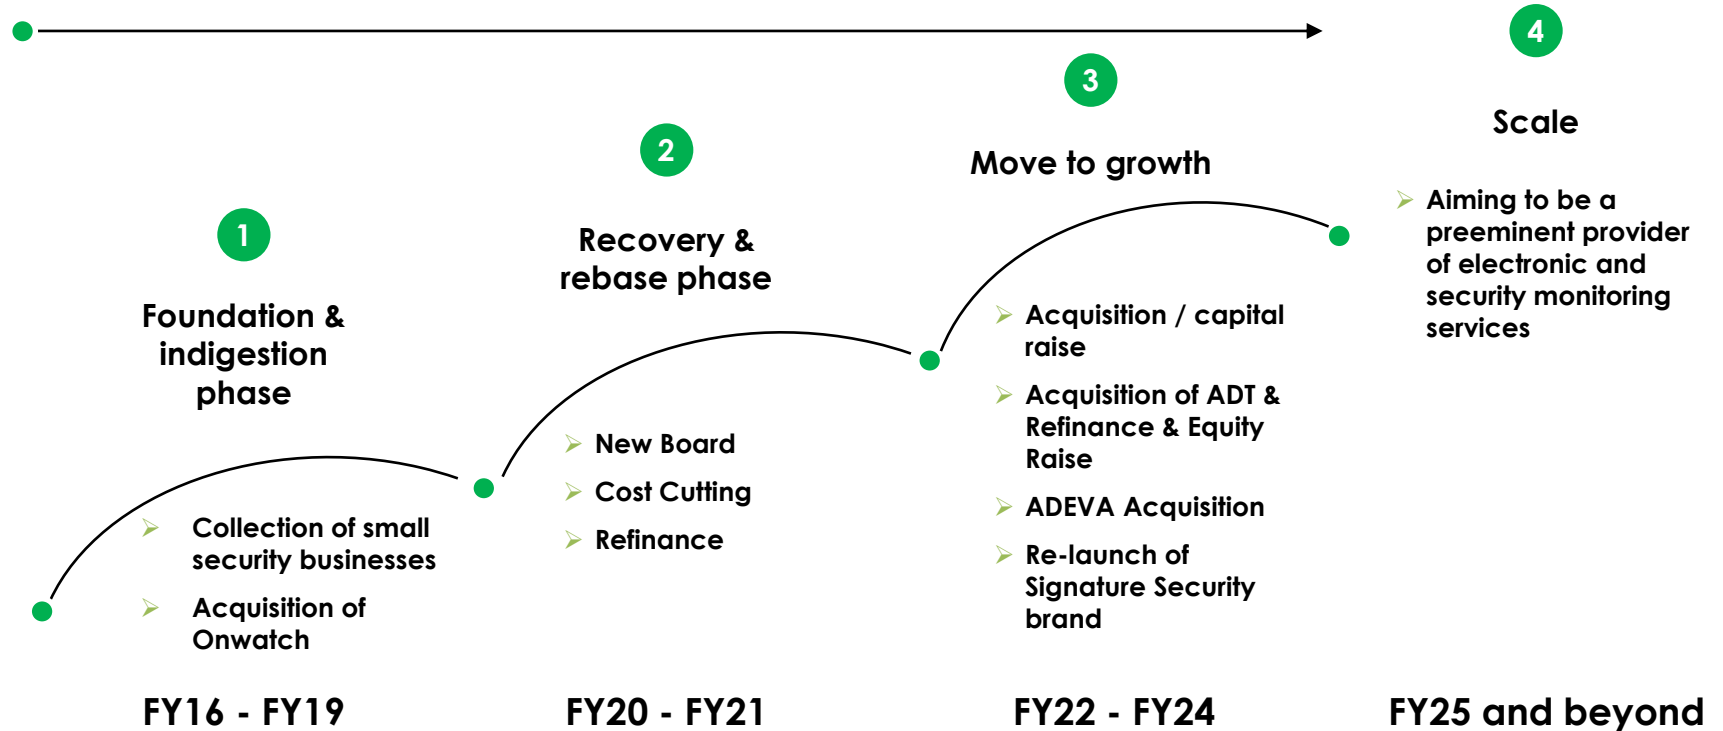 1
Foundation &
indigestion
phase
Collection of small
security businesses
Acquisition of
Onwatch
FY16 - FY19
2
Recovery &
rebase phase
New Board
Cost Cutting
Refinance
FY20 - FY21
3
Move to growth
Acquisition / capital
raise
Acquisition of ADT &
Refinance & Equity
Raise
ADEVA Acquisition
Re-launch of
Signature Security
brand
FY22 - FY24
4
Scale
Aiming to be a
preeminent provider
of electronic and
security monitoring
services
FY25 and beyond